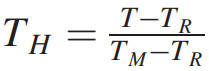 T_H = \frac{T - T_R}{T_M - T_R}